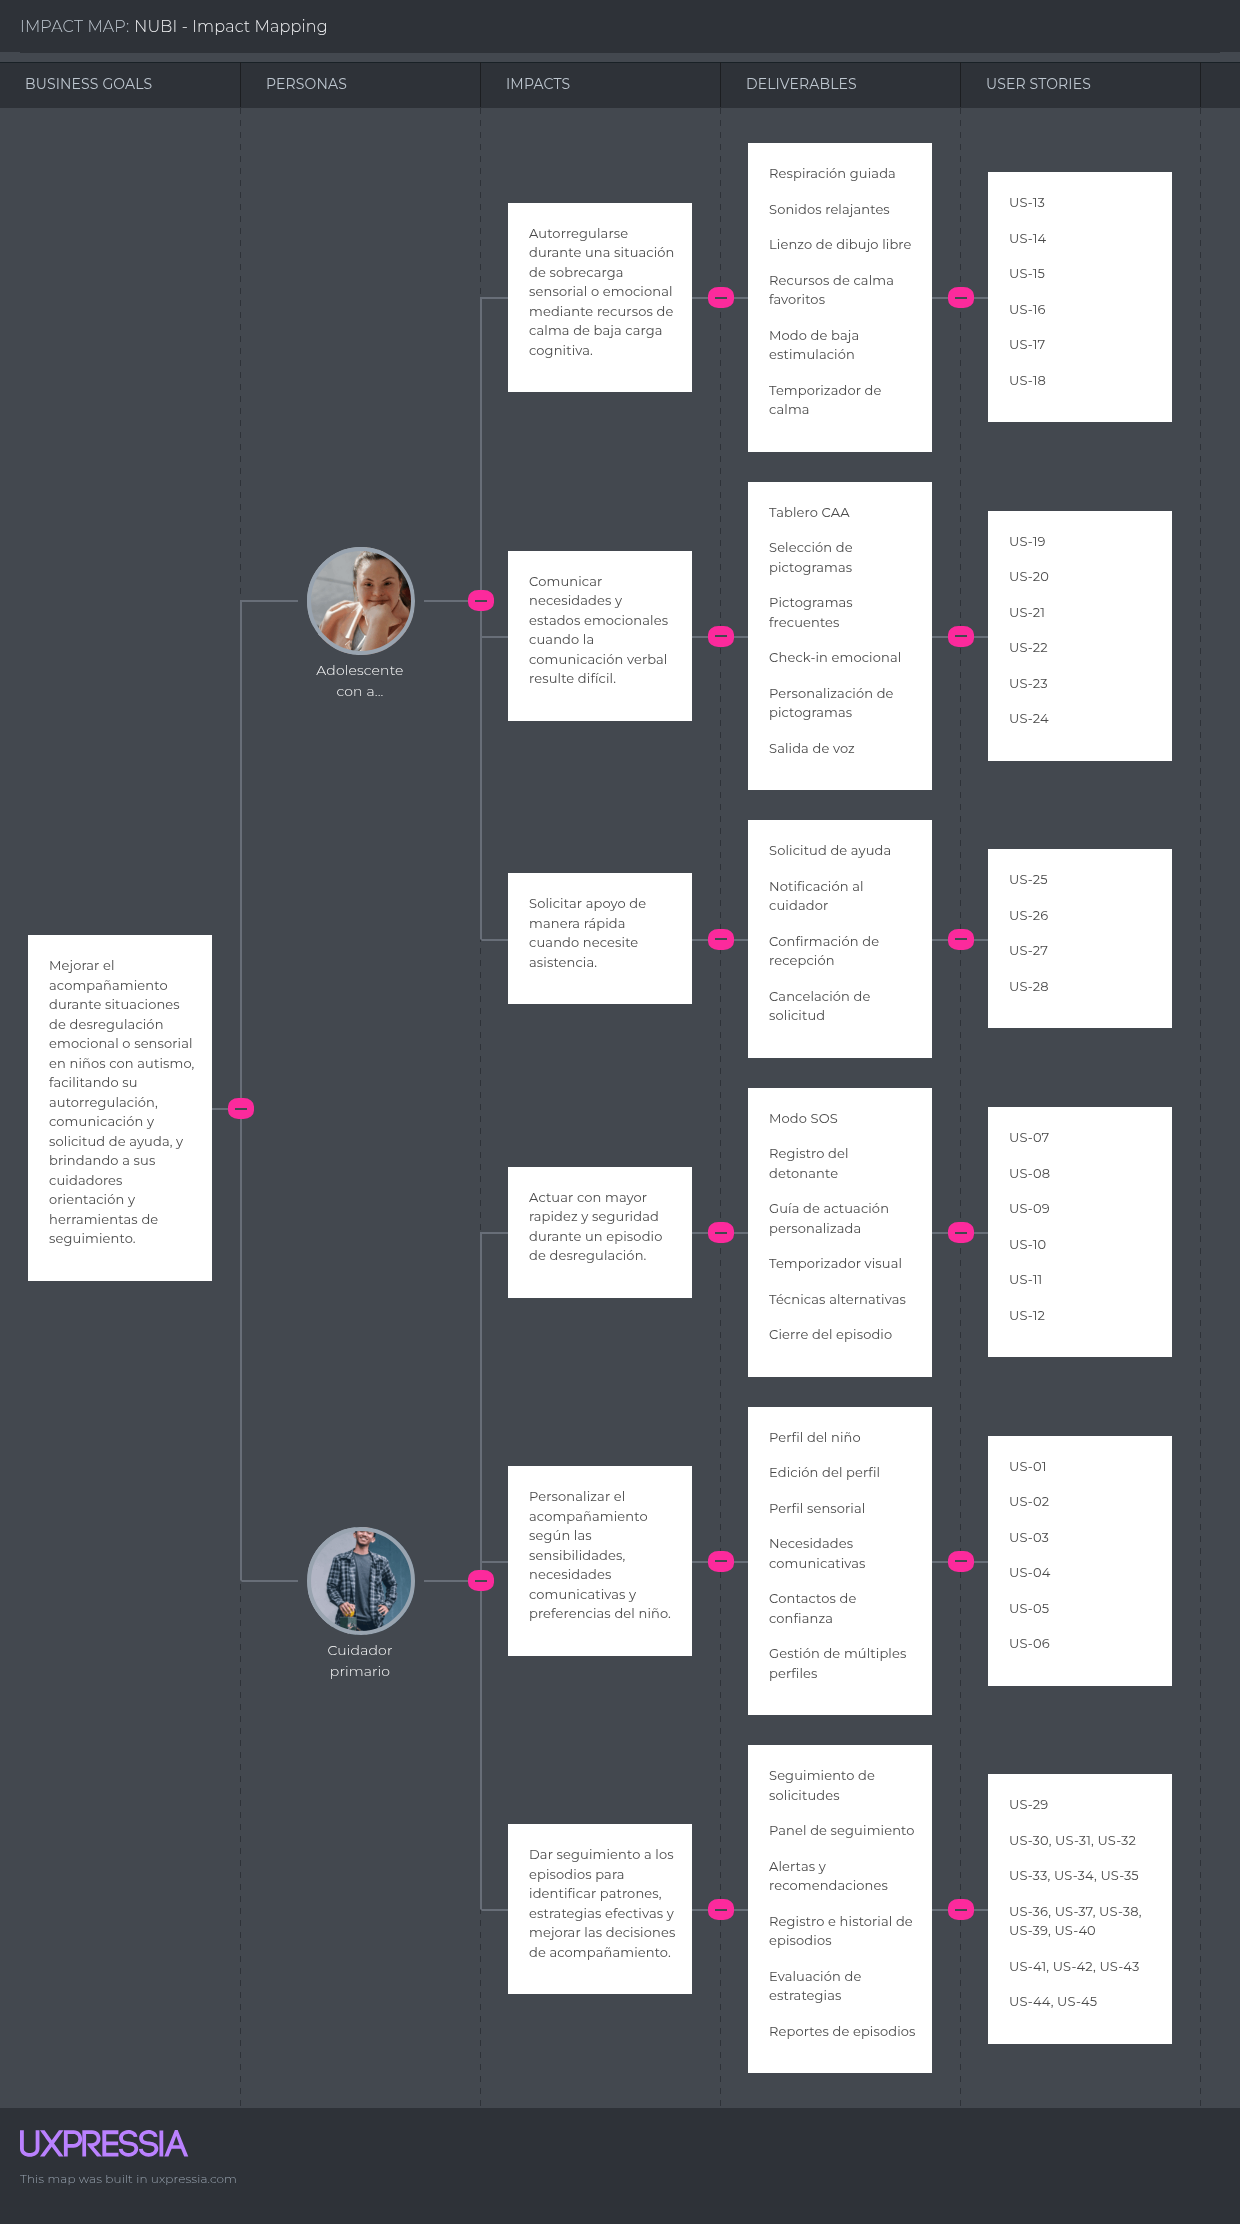 IMPACT MAP: NUBI - Impact Mapping
BUSINESS GOALS
PERSONAS
IMPACTS
DELIVERABLES
USER STORIES
Mejorar el
acompañamiento
durante situaciones
de desregulación
emocional o sensorial
en niños con autismo,
facilitando su
autorregulación,
comunicación y
solicitud de ayuda, y
brindando a sus
cuidadores
orientación y
herramientas de
seguimiento.
Adolescente
con a...
Autorregularse
durante una situación
de sobrecarga
sensorial o emocional
mediante recursos de
calma de baja carga
cognitiva.
Respiración guiada
Sonidos relajantes
Lienzo de dibujo libre
Recursos de calma
favoritos
Modo de baja
estimulación
Temporizador de
calma
US-13
US-14
US-15
US-16
US-17
US-18
Comunicar
necesidades y
estados emocionales
cuando la
comunicación verbal
resulte difícil.
Tablero CAA
Selección de
pictogramas
Pictogramas
frecuentes
Check-in emocional
Personalización de
pictogramas
Salida de voz
US-19
US-20
US-21
US-22
US-23
US-24
Solicitar apoyo de
manera rápida
cuando necesite
asistencia.
Solicitud de ayuda
Notificación al
cuidador
Confirmación de
recepción
Cancelación de
solicitud
US-25
US-26
US-27
US-28
Cuidador
primario
Actuar con mayor
rapidez y seguridad
durante un episodio
de desregulación.
Modo SOS
Registro del
detonante
Guía de actuación
personalizada
Temporizador visual
Técnicas alternativas
Cierre del episodio
US-07
US-08
US-09
US-10
US-11
US-12
Personalizar el
acompañamiento
según las
sensibilidades,
necesidades
comunicativas y
preferencias del niño.
Perfil del niño
Edición del perfil
Perfil sensorial
Necesidades
comunicativas
Contactos de
confianza
Gestión de múltiples
perfiles
US-01
US-02
US-03
US-04
US-05
US-06
Dar seguimiento a los
episodios para
identificar patrones,
estrategias efectivas y
mejorar las decisiones
de acompañamiento.
Seguimiento de
solicitudes
Panel de seguimiento
Alertas y
recomendaciones
Registro e historial de
episodios
Evaluación de
estrategias
Reportes de episodios
US-29
US-30, US-31, US-32
US-33, US-34, US-35
US-36, US-37, US-38,
US-39, US-40
US-41, US-42, US-43
US-44, US-45
UXPRESSIA
This map was built in uxpressia.com